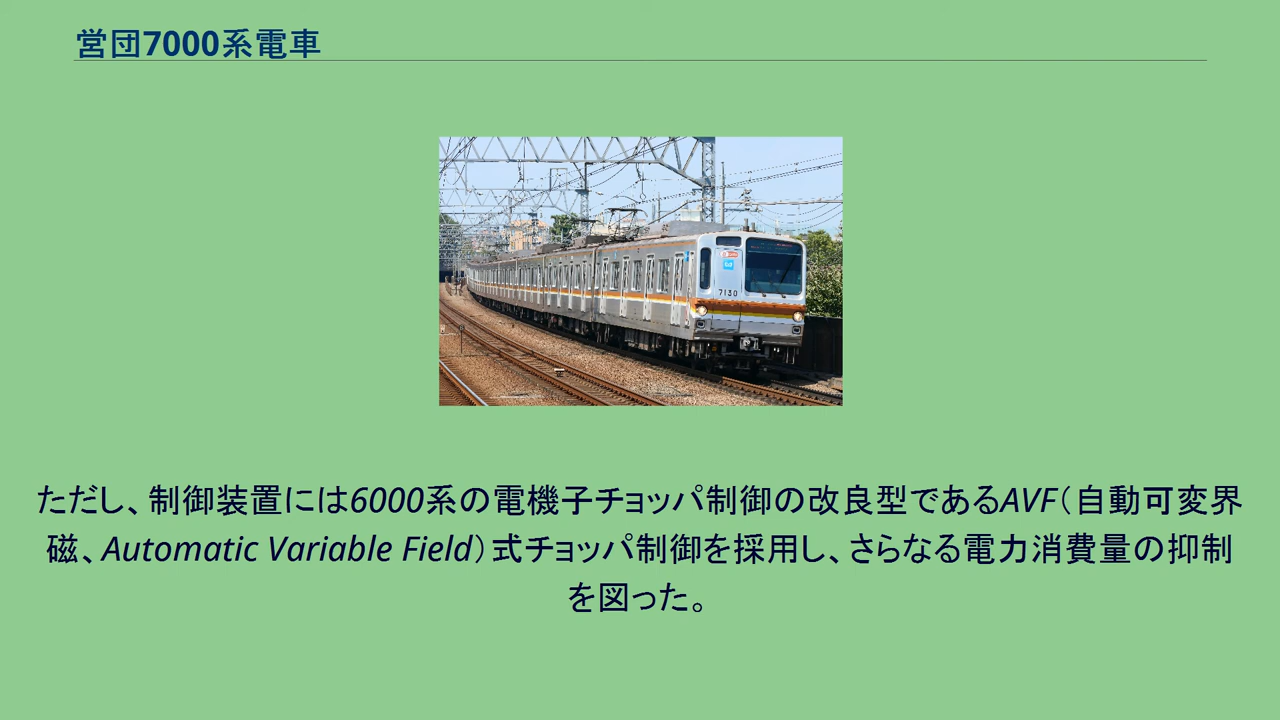 営団7000系電車
7130
ただし、制御装置には6000系の電機子チョッパ制御の改良型であるAVF（自動可変界
磁、Automatic Variable Field）式チョッパ制御を採用し、さらなる電力消費量の抑制
を図った。